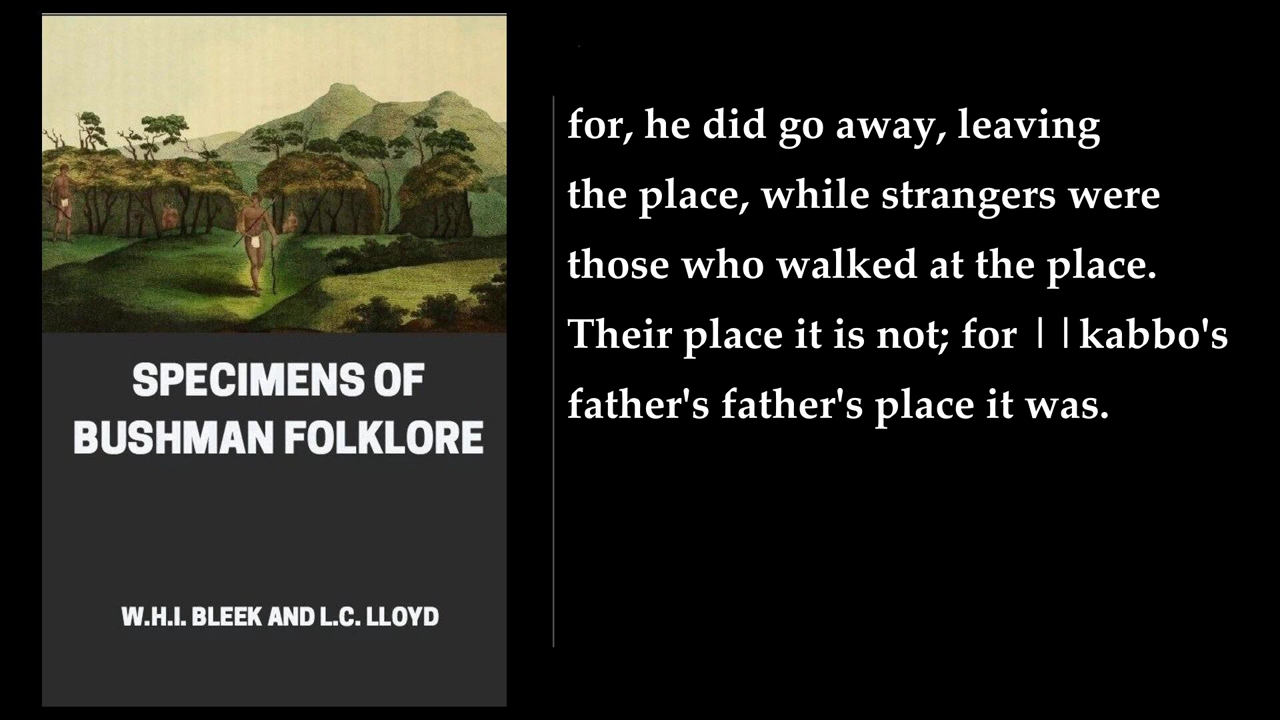 SPECIMENS OF
BUSHMAN FOLKLORE
W.H.I. BLEEK AND L.C. LLOYD
for, he did go away, leaving
the place, while strangers were
those who walked at the place.
Their place it is not; for ||kabbo's
father's father's place it was.